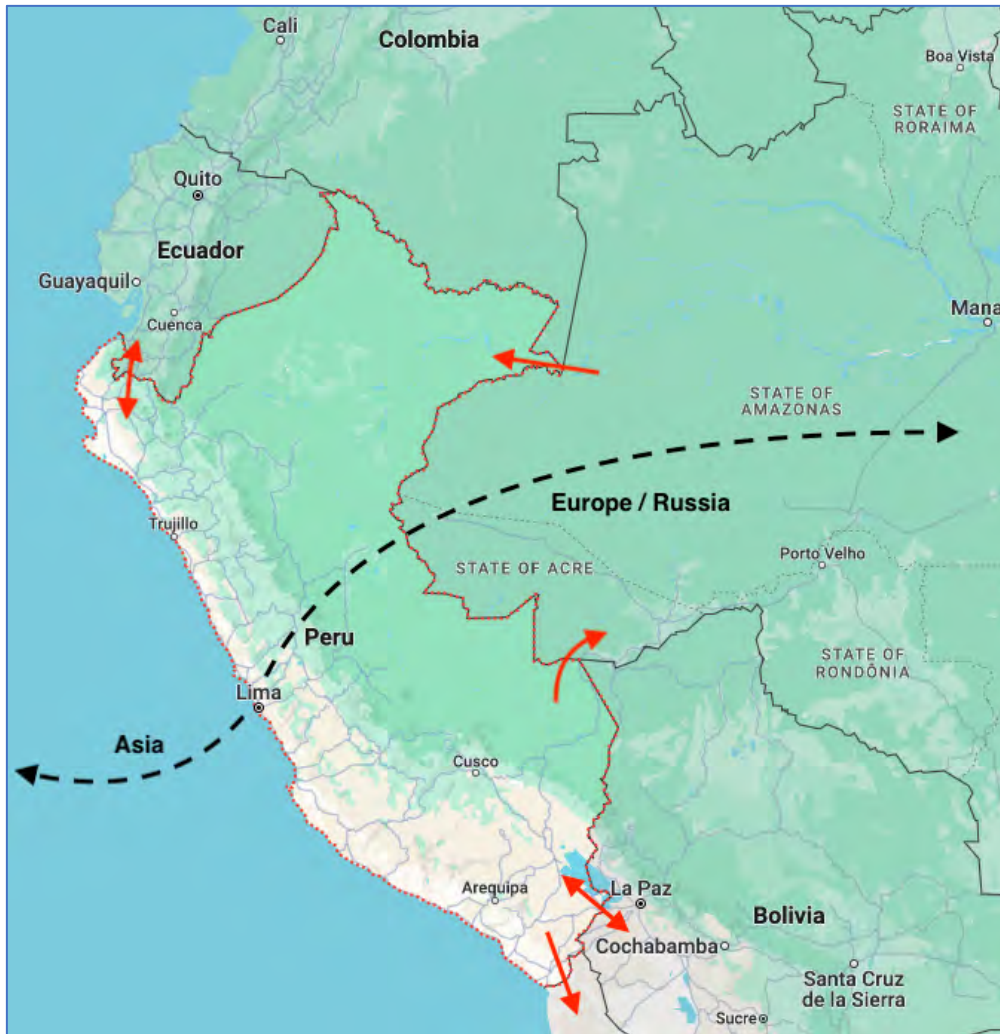 Cali
Colombia
Boa Vista
STATE OF
RORAIMA
Quito
Ecuador
Guayaquil
Cuenca
Mana
STATE OF
AMAZONAS
Europe / Russia
Trujillo
Porto Velho
STATE OF ACRE
Peru
STATE OF
RONDÔNIA
Lima
Asia
Cusco
Arequipa
La Paz
Bolivia
Cochabamba
Santa Cruz
de la Sierra
Sucre